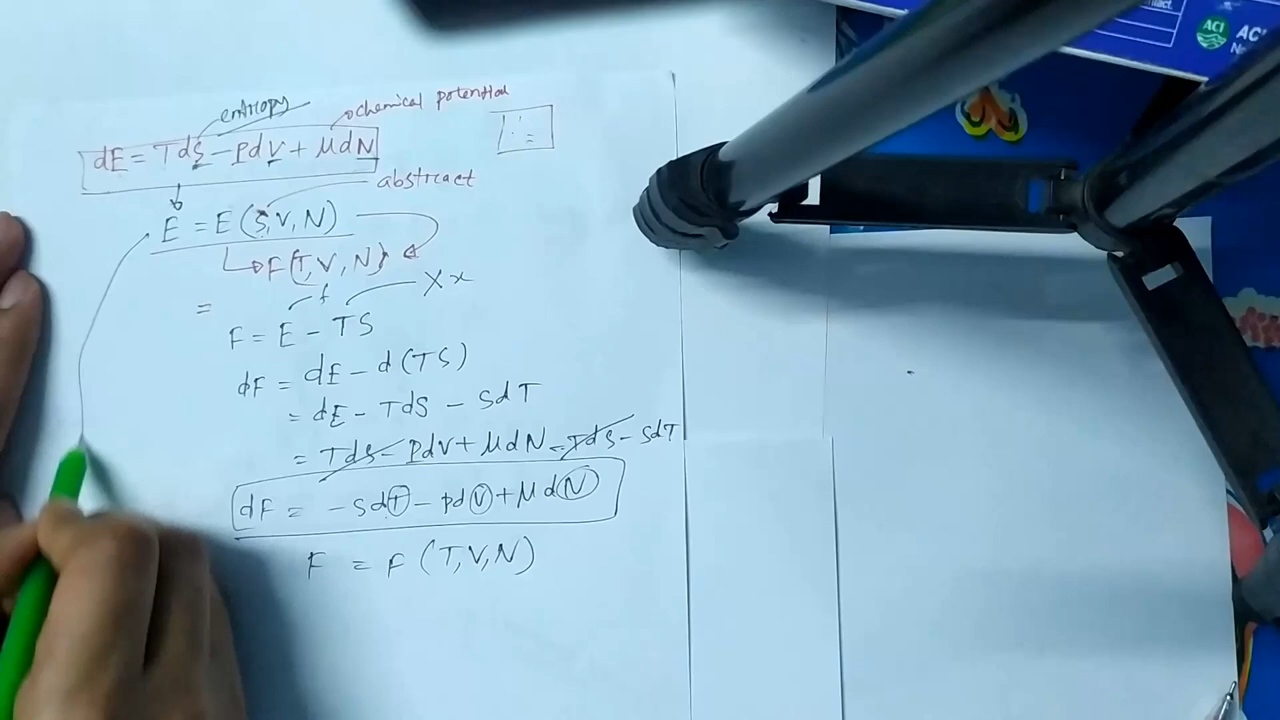 entropy
chemical potential
dE = TdS - PdV + μdN
abstract
E = E (S, V, N)
F(T, V, N)
X x
=
F = E - TS
dF = dE - d(TS)
= dE - TdS - SdT
= TdS - PdV + μdN - TdS - SdT
dF = -SdT - PdV + μdN
F = F (T, V, N)
ACI